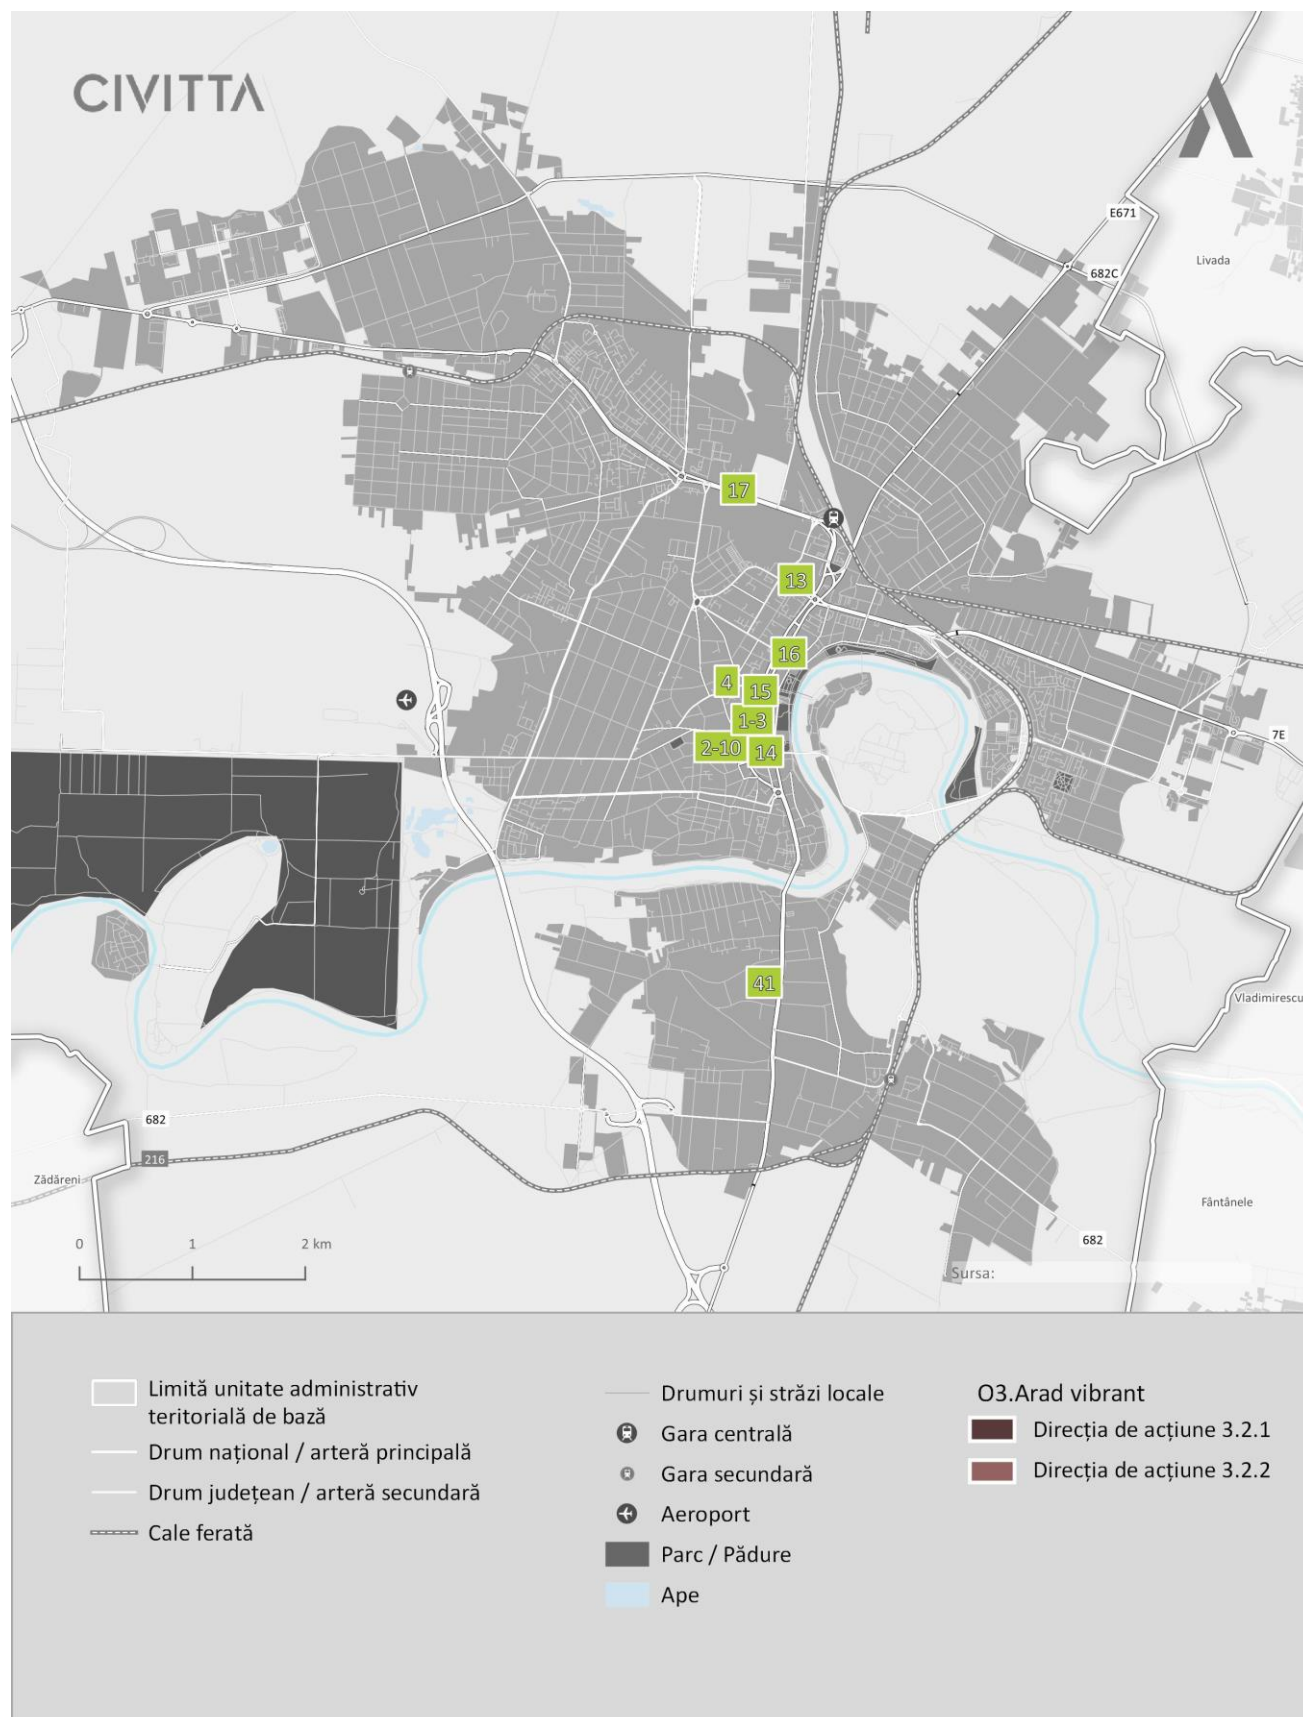 CIVITTA
E671
Livada
682C
17
13
16
4
15
1-3
2-10
14
7E
41
Vladimirescu
682
216
Zădăreni
Fântânele
682
0 1 2 km
Sursa:
Limită unitate administrativ
teritorială de bază
Drum național / arteră principală
Drum județean / arteră secundară
Cale ferată
Drumuri și străzi locale
Gara centrală
Gara secundară
Aeroport
Parc / Pădure
Ape
O3.Arad vibrant
Direcția de acțiune 3.2.1
Direcția de acțiune 3.2.2